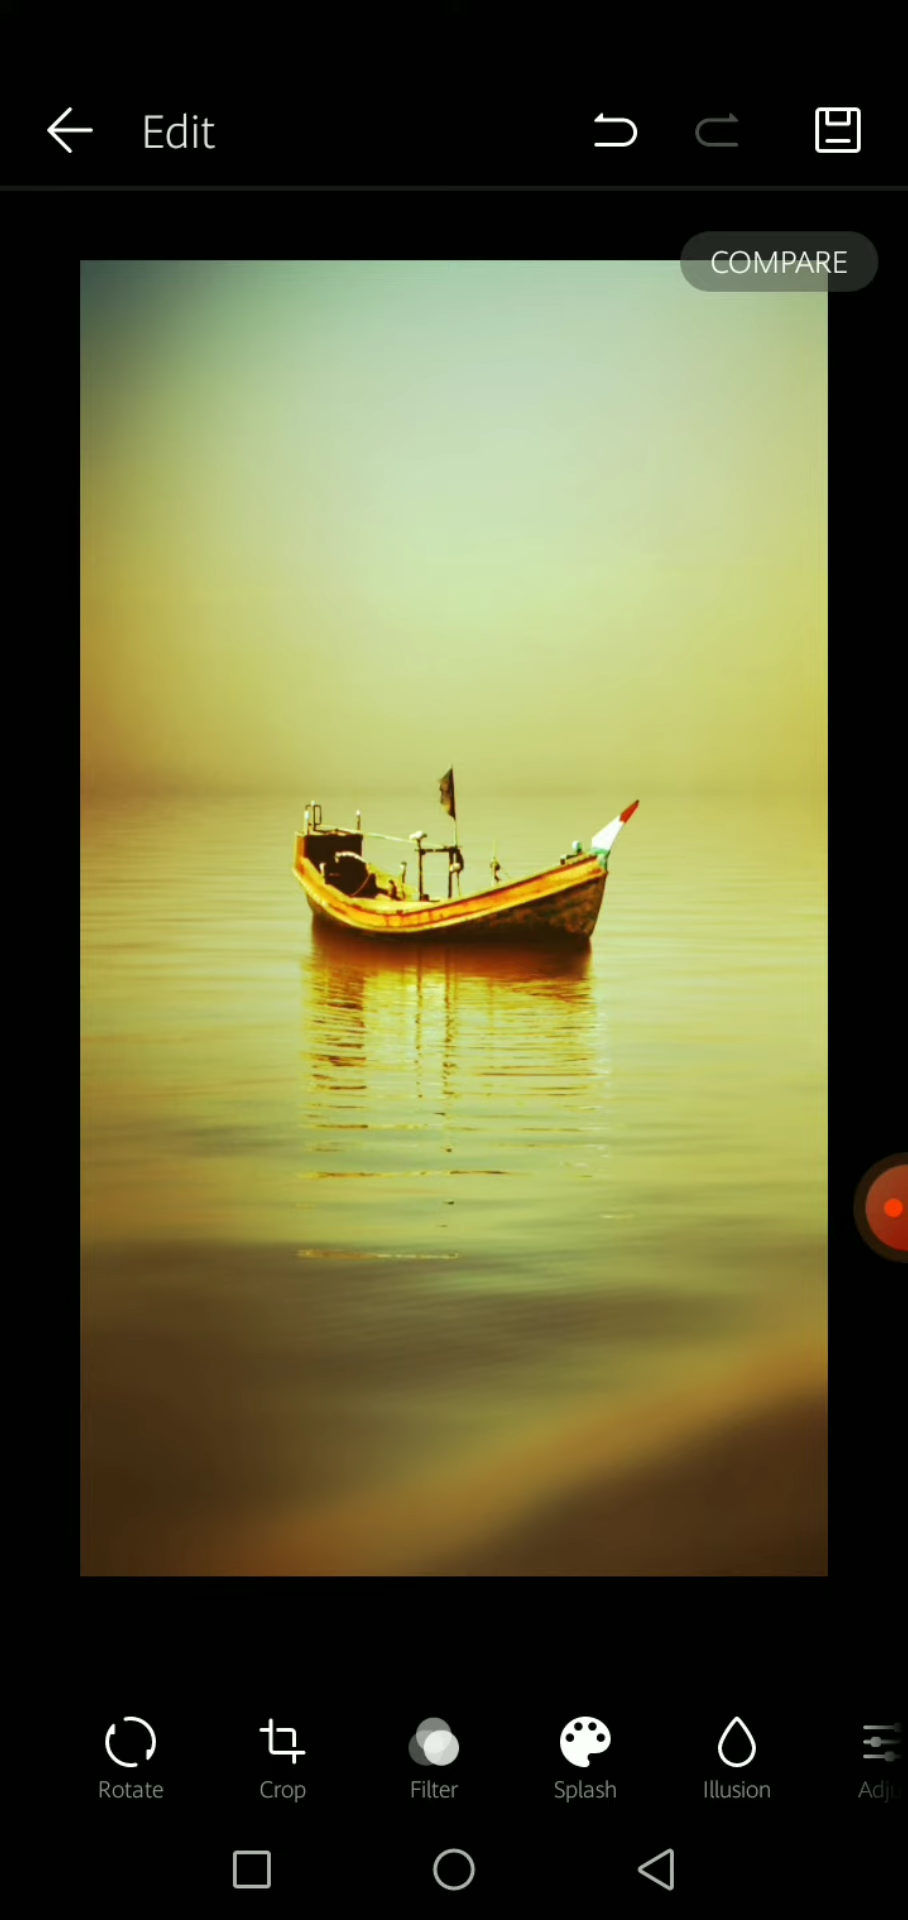 Edit
COMPARE
Rotate
Crop
Filter
Splash
Illusion